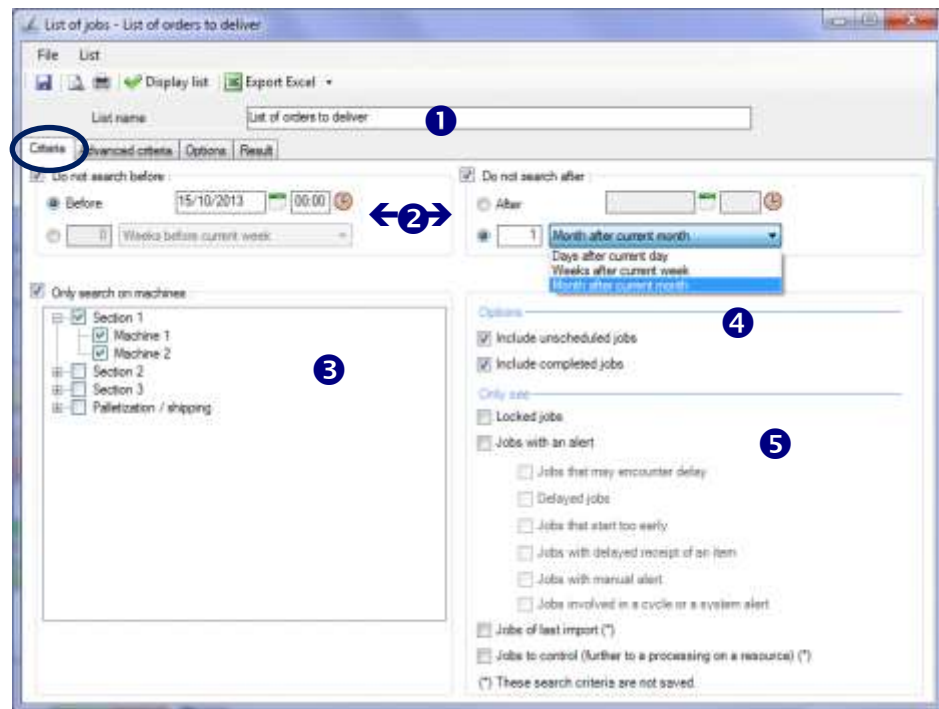 List of jobs - List of orders to deliver
File List
Display list Export Excel
List name List of orders to deliver
1
Criteria Advanced criteria Options Result
Do not search before :
Before 15/10/2013 00:00
0 Weeks before current week
2
Do not search after :
After
1 Month after current month
Days after current day
Weeks after current week
Month after current month
Only search on machines
Section 1
Machine 1
Machine 2
Section 2
Section 3
Palletization / shipping
3
Options
4
Include unscheduled jobs
Include completed jobs
Only see
Locked jobs
Jobs with an alert
5
Jobs that may encounter delay
Delayed jobs
Jobs that start too early
Jobs with delayed receipt of an item
Jobs with manual alert
Jobs involved in a cycle or a system alert
Jobs of last import (*)
Jobs to control (further to a processing on a resource) (*)
(*) These search criteria are not saved